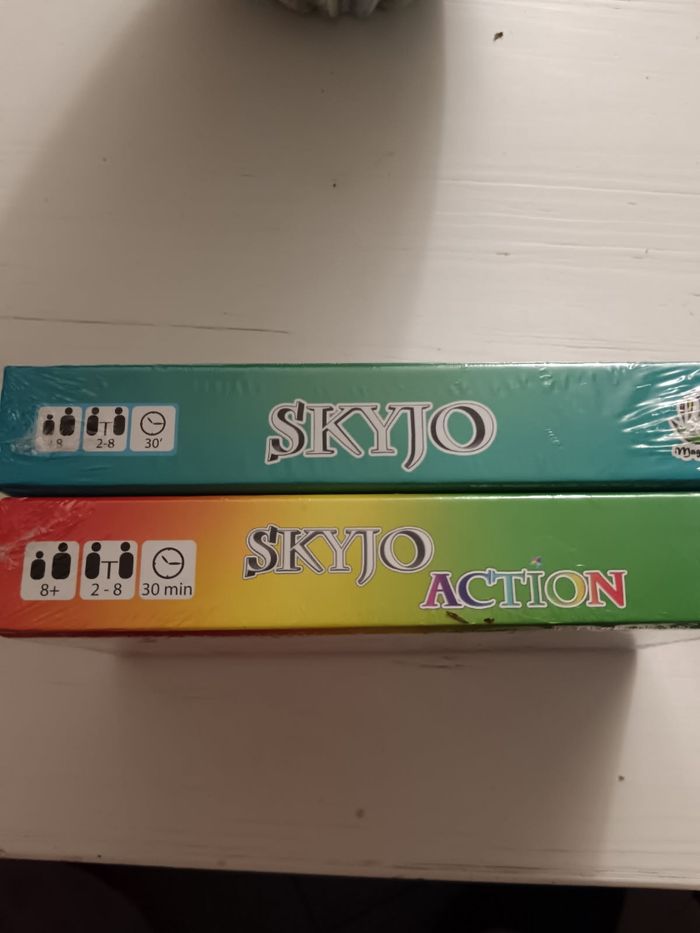 8
2-8
30'
SKYJO
8+
2 - 8
30 min
SKYJO
ACTION